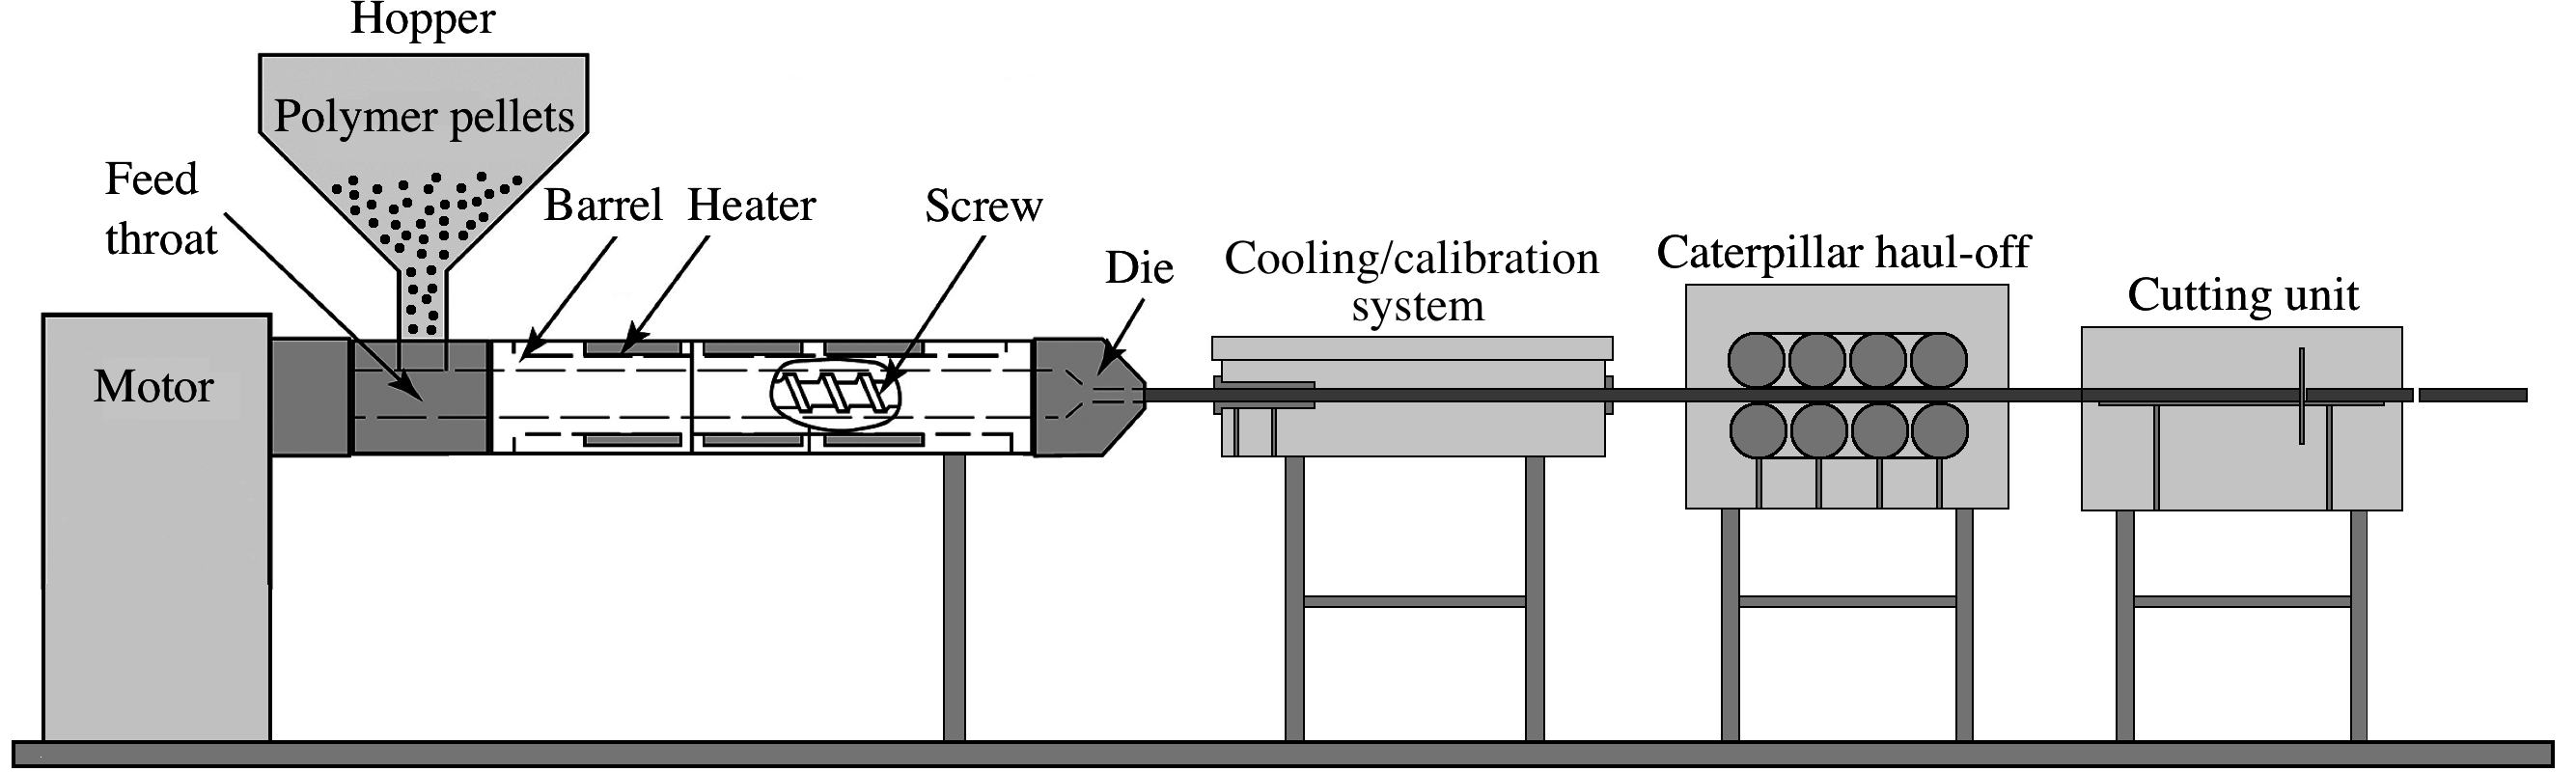 Hopper
Polymer pellets
Feed
throat
Barrel
Heater
Screw
Die
Cooling/calibration
system
Caterpillar haul-off
Cutting unit
Motor